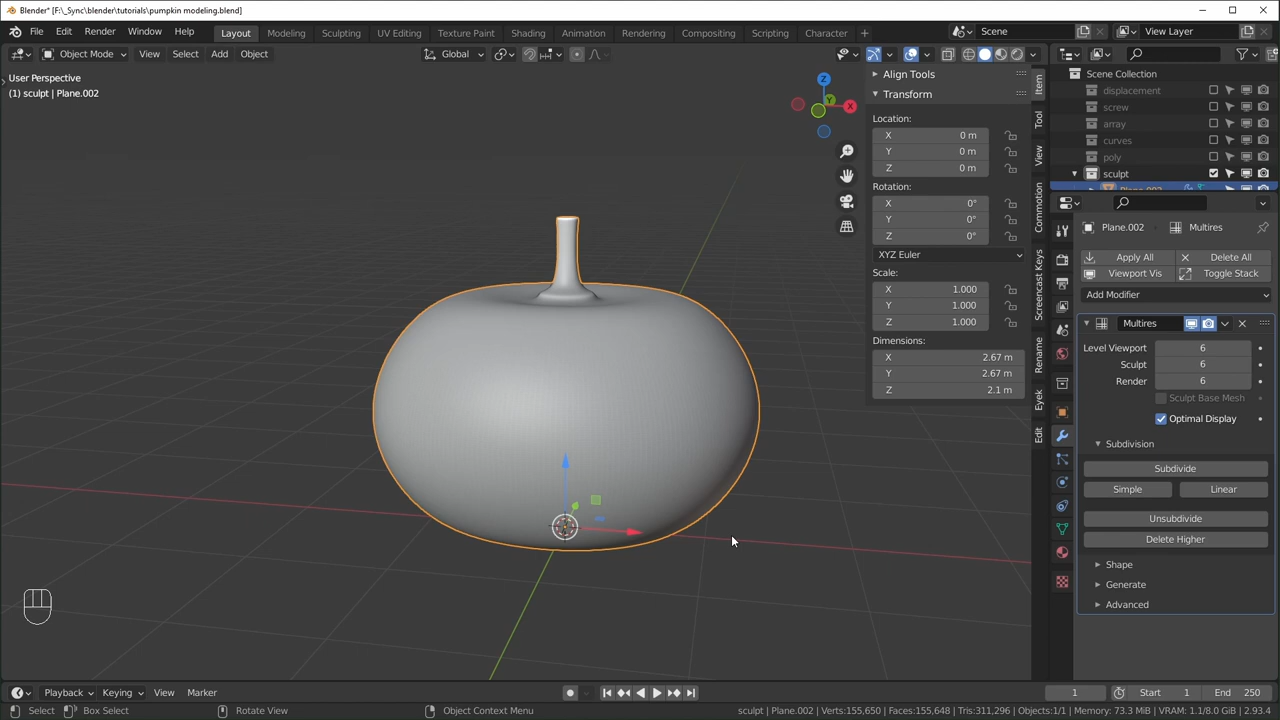 Blender* [F:\_Sync\blender\tutorials\pumpkin modeling.blend]
File Edit Render Window Help Layout Modeling Sculpting UV Editing Texture Paint Shading Animation Rendering Compositing Scripting Character Scene View Layer
Object Mode View Select Add Object Global
User Perspective
(1) sculpt | Plane.002
Z
Y
X
Align Tools
Transform
Location:
X 0 m
Y 0 m
Z 0 m
Rotation:
X 0°
Y 0°
Z 0°
XYZ Euler
Scale:
X 1.000
Y 1.000
Z 1.000
Dimensions:
X 2.67 m
Y 2.67 m
Z 2.1 m
Item
Tool
View
Commotion
Screencast Keys
Rename
Eyek
Edit
Scene Collection
displacement
screw
array
curves
poly
sculpt
Plane.002
Plane.002 Multires
Apply All Delete All
Viewport Vis Toggle Stack
Add Modifier
Multires
Level Viewport 6
Sculpt 6
Render 6
Sculpt Base Mesh
Optimal Display
Subdivision
Subdivide
Simple Linear
Unsubdivide
Delete Higher
Shape
Generate
Advanced
Playback Keying View Marker 1 Start 1 End 250
Select Box Select Rotate View Object Context Menu sculpt | Plane.002 | Verts:155,650 | Faces:155,648 | Tris:311,296 | Objects:1/1 | Memory: 73.3 MiB | VRAM: 1.1/8.0 GiB | 2.93.4